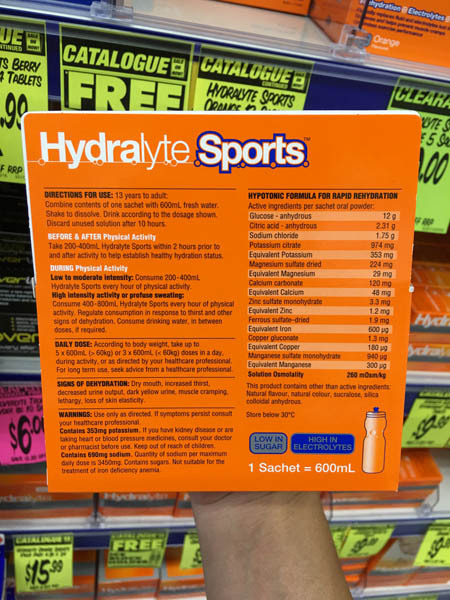 CATALOGUE
FREE
CATALOGUE
HYDRALYTE SPORTS
Orange
TS BERRY
TABLETS
.99
F RRP
CLEARA
.00
Hydralyte Sports™
DIRECTIONS FOR USE: 13 years to adult:
Combine contents of one sachet with 600mL fresh water.
Shake to dissolve. Drink according to the dosage shown.
Discard unused solution after 10 hours.
BEFORE & AFTER Physical Activity
Take 200-400mL Hydralyte Sports within 2 hours prior to
and after activity to help establish healthy hydration status.
DURING Physical Activity
Low to moderate intensity: Consume 200-400mL
Hydralyte Sports every hour of physical activity.
High intensity activity or profuse sweating:
Consume 400-800mL Hydralyte Sports every hour of physical
activity. Regulate consumption in response to thirst and other
signs of dehydration. Consume drinking water, in between
doses, if required.
DAILY DOSE: According to body weight, take up to
5 x 600mL (> 60kg) or 3 x 600mL (< 60kg) doses in a day,
during activity, or as directed by your healthcare professional.
For long term use, seek advice from a healthcare professional.
SIGNS OF DEHYDRATION: Dry mouth, increased thirst,
decreased urine output, dark yellow urine, muscle cramping,
lethargy, loss of skin elasticity.
WARNINGS: Use only as directed. If symptoms persist consult
your healthcare professional.
Contains 353mg potassium. If you have kidney disease or are
taking heart or blood pressure medicines, consult your doctor
or pharmacist before use. Keep out of reach of children.
Contains 690mg sodium. Quantity of sodium per maximum
daily dose is 3450mg. Contains sugars. Not suitable for the
treatment of iron deficiency anemia.
HYPOTONIC FORMULA FOR RAPID REHYDRATION
Active ingredients per sachet oral powder:
Glucose - anhydrous 12 g
Citric acid - anhydrous 2.31 g
Sodium chloride 1.75 g
Potassium citrate 974 mg
Equivalent Potassium 353 mg
Magnesium sulfate dried 224 mg
Equivalent Magnesium 29 mg
Calcium carbonate 120 mg
Equivalent Calcium 48 mg
Zinc sulfate monohydrate 3.3 mg
Equivalent Zinc 1.2 mg
Ferrous sulfate-dried 1.9 mg
Equivalent Iron 600 µg
Copper gluconate 1.3 mg
Equivalent Copper 180 µg
Manganese sulfate monohydrate 940 µg
Equivalent Manganese 300 µg
Solution Osmolality 260 mOsm/kg
This product contains other than active ingredients:
Natural flavour, natural colour, sucralose, silica
colloidal anhydrous.
Store below 30°C
LOW IN
SUGAR
HIGH IN
ELECTROLYTES
1 Sachet = 600mL
CATALOGUE
$15.99
FREE